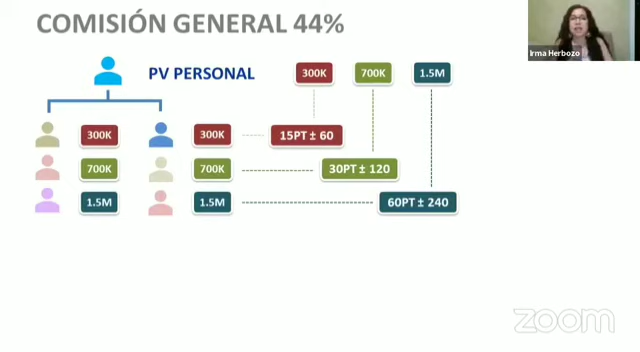 COMISIÓN GENERAL 44%
Irma Herbozo
PV PERSONAL 300K 700K 1.5M
300K 300K 15PT ± 60
700K 700K 30PT ± 120
1.5M 1.5M 60PT ± 240
zoom